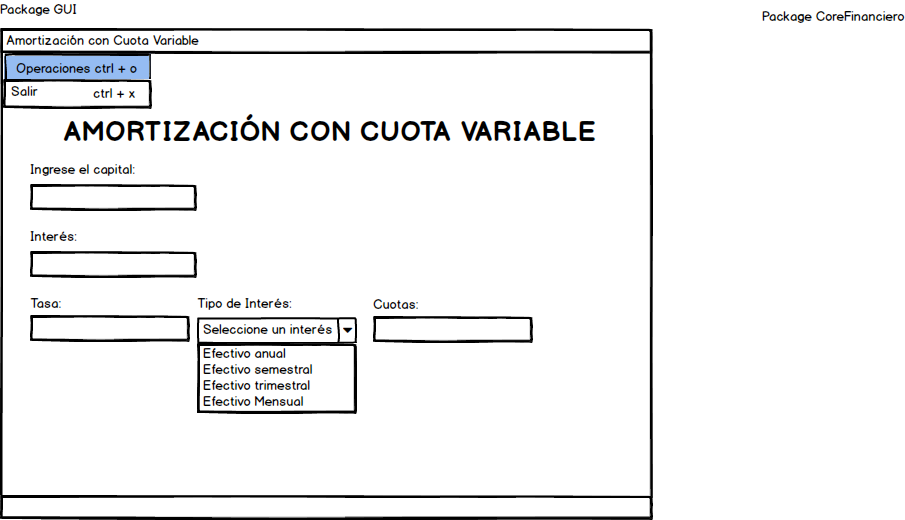 Package GUI
Package CoreFinanciero
Amortización con Cuota Variable
Operaciones ctrl + o
Salir ctrl + x
AMORTIZACIÓN CON CUOTA VARIABLE
Ingrese el capital:
Interés:
Tasa: Tipo de Interés: Cuotas:
Seleccione un interés
Efectivo anual
Efectivo semestral
Efectivo trimestral
Efectivo Mensual